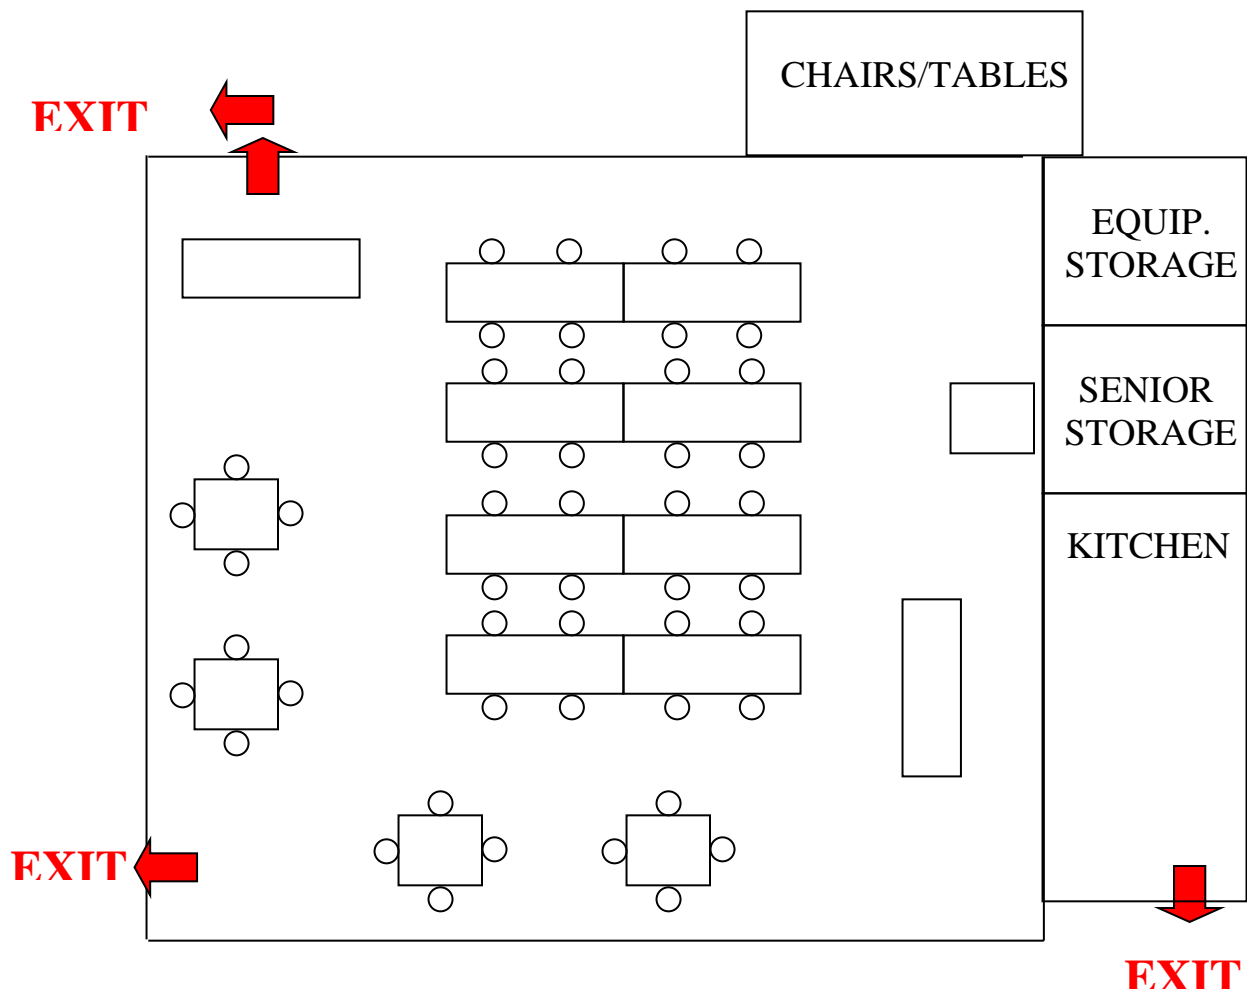 CHAIRS/TABLES
EXIT
EQUIP.
STORAGE
SENIOR
STORAGE
KITCHEN
EXIT
EXIT